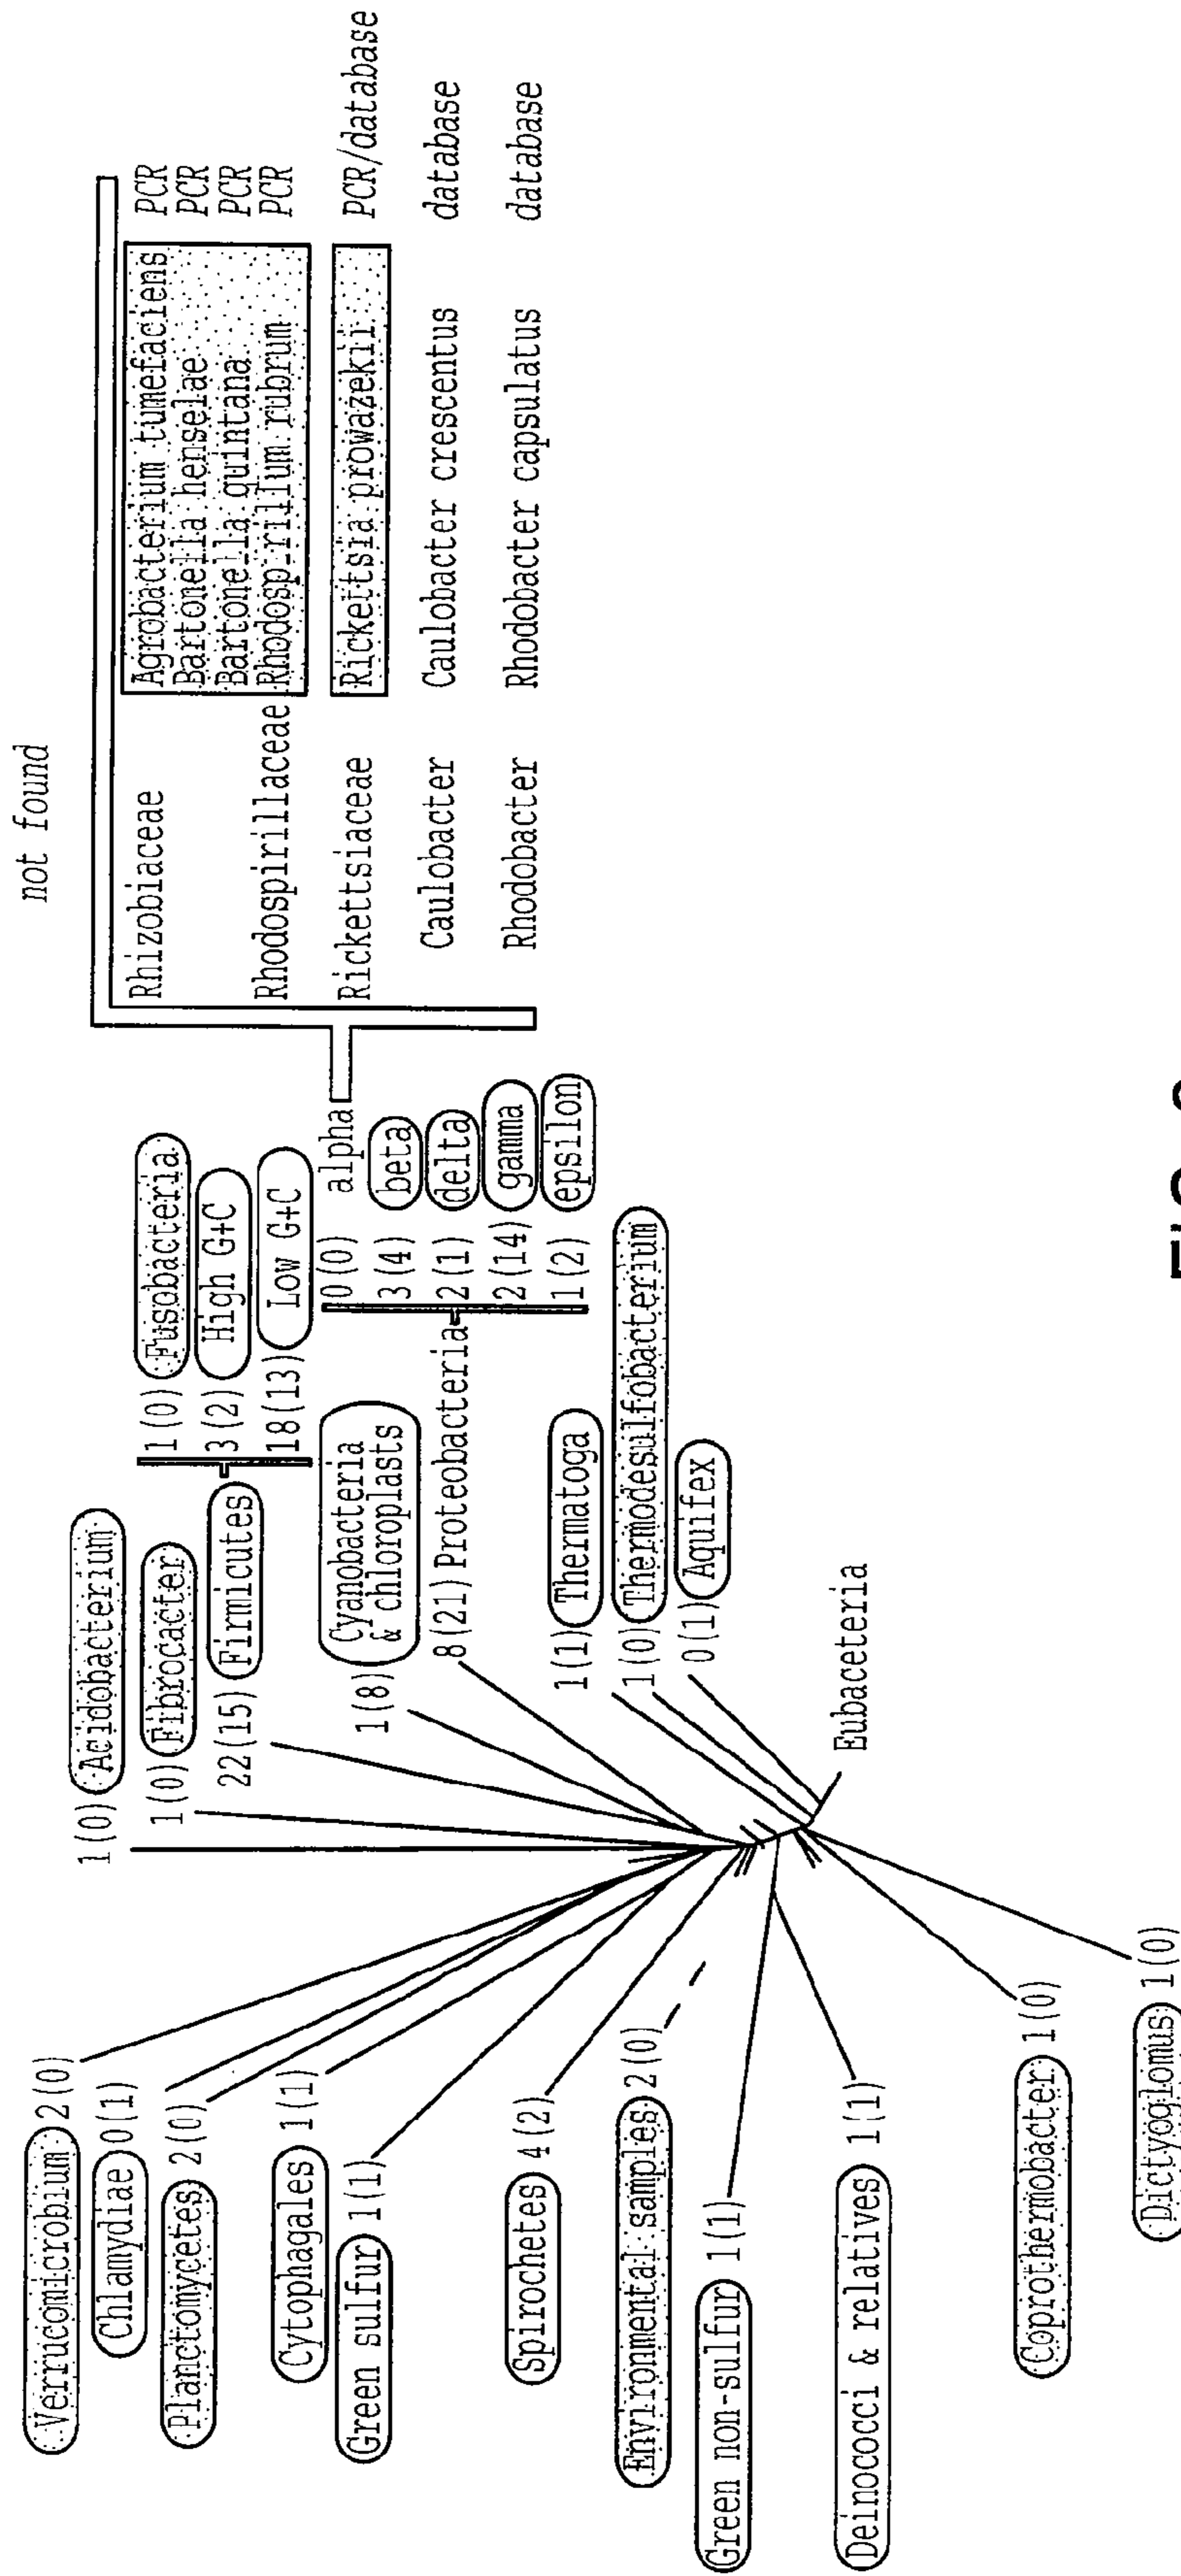 not found
Rhizobiaceae Agrobacterium tumefaciens PCR
Bartonella henselae PCR
Bartonella quintana PCR
Rhodospirillaceae Rhodospirillum rubrum PCR
Rickettsiaceae Rickettsia prowazekii PCR/database
Caulobacter Caulobacter crescentus database
Rhodobacter Rhodobacter capsulatus database
1(0) Fusobacteria
3(2) High G+C
18(13) Low G+C
0(0) alpha
3(4) beta
2(1) delta
2(14) gamma
1(2) epsilon
1(0) Acidobacterium
1(0) Fibrocacter
22(15) Firmicutes
1(8) Cyanobacteria
& chloroplasts
8(21) Proteobacteria
1(1) Thermatoga
1(0) Thermodesulfobacterium
0(1) Aquifex
Eubaceteria
Verrucomicrobium 2(0)
Chlamydiae 0(1)
Planctomycetes 2(0)
Cytophagales 1(1)
Green sulfur 1(1)
Spirochetes 4(2)
Environmental samples 2(0)
Green non-sulfur 1(1)
Deinococci & relatives 1(1)
Coprothermobacter 1(0)
Dictyoglomus 1(0)